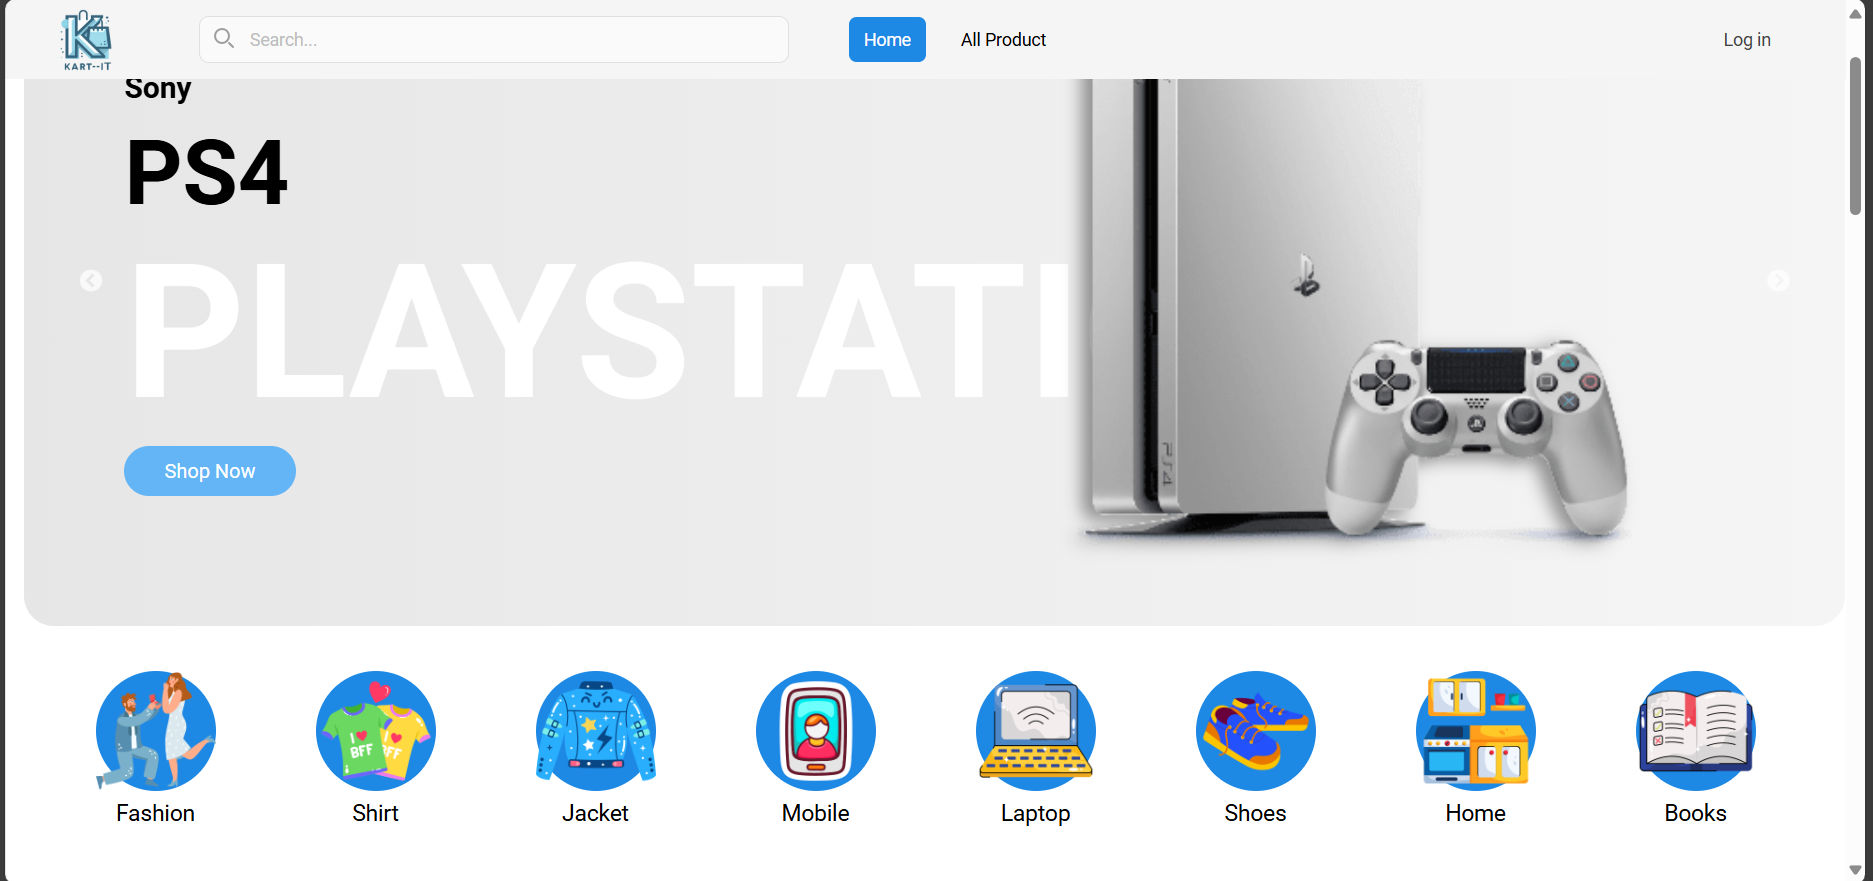 KART--IT
Search...
Home
All Product
Log in
Sony
PS4
PLAYSTATI
PS4
Shop Now
I
BFF
I
FF
Fashion
Shirt
Jacket
Mobile
Laptop
Shoes
Home
Books